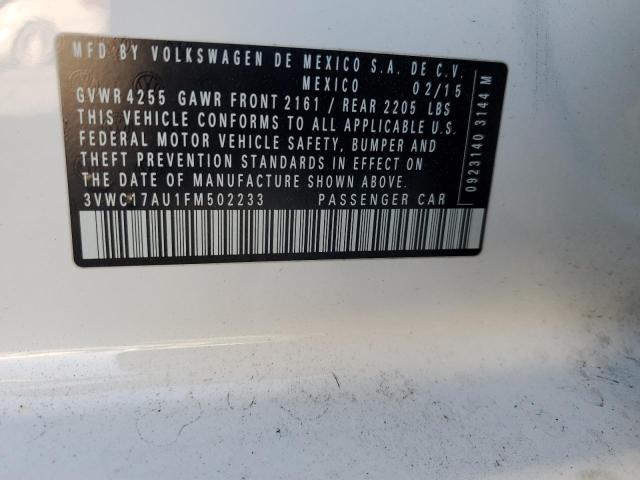 MFD BY VOLKSWAGEN DE MEXICO S.A. DE C.V.
MEXICO 02/15
GVWR 4255 GAWR FRONT 2161 / REAR 2205 LBS
THIS VEHICLE CONFORMS TO ALL APPLICABLE U.S.
FEDERAL MOTOR VEHICLE SAFETY, BUMPER AND
THEFT PREVENTION STANDARDS IN EFFECT ON
THE DATE OF MANUFACTURE SHOWN ABOVE.
3VWC17AU1FM502233 PASSENGER CAR
0923140 3144 M